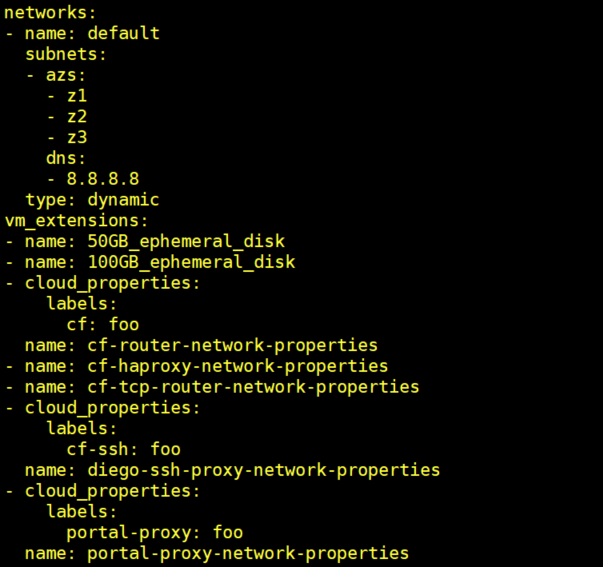 networks:
- name: default
  subnets:
  - azs:
    - z1
    - z2
    - z3
    dns:
    - 8.8.8.8
  type: dynamic
vm_extensions:
- name: 50GB_ephemeral_disk
- name: 100GB_ephemeral_disk
- cloud_properties:
    labels:
      cf: foo
  name: cf-router-network-properties
- name: cf-haproxy-network-properties
- name: cf-tcp-router-network-properties
- cloud_properties:
    labels:
      cf-ssh: foo
  name: diego-ssh-proxy-network-properties
- cloud_properties:
    labels:
      portal-proxy: foo
  name: portal-proxy-network-properties